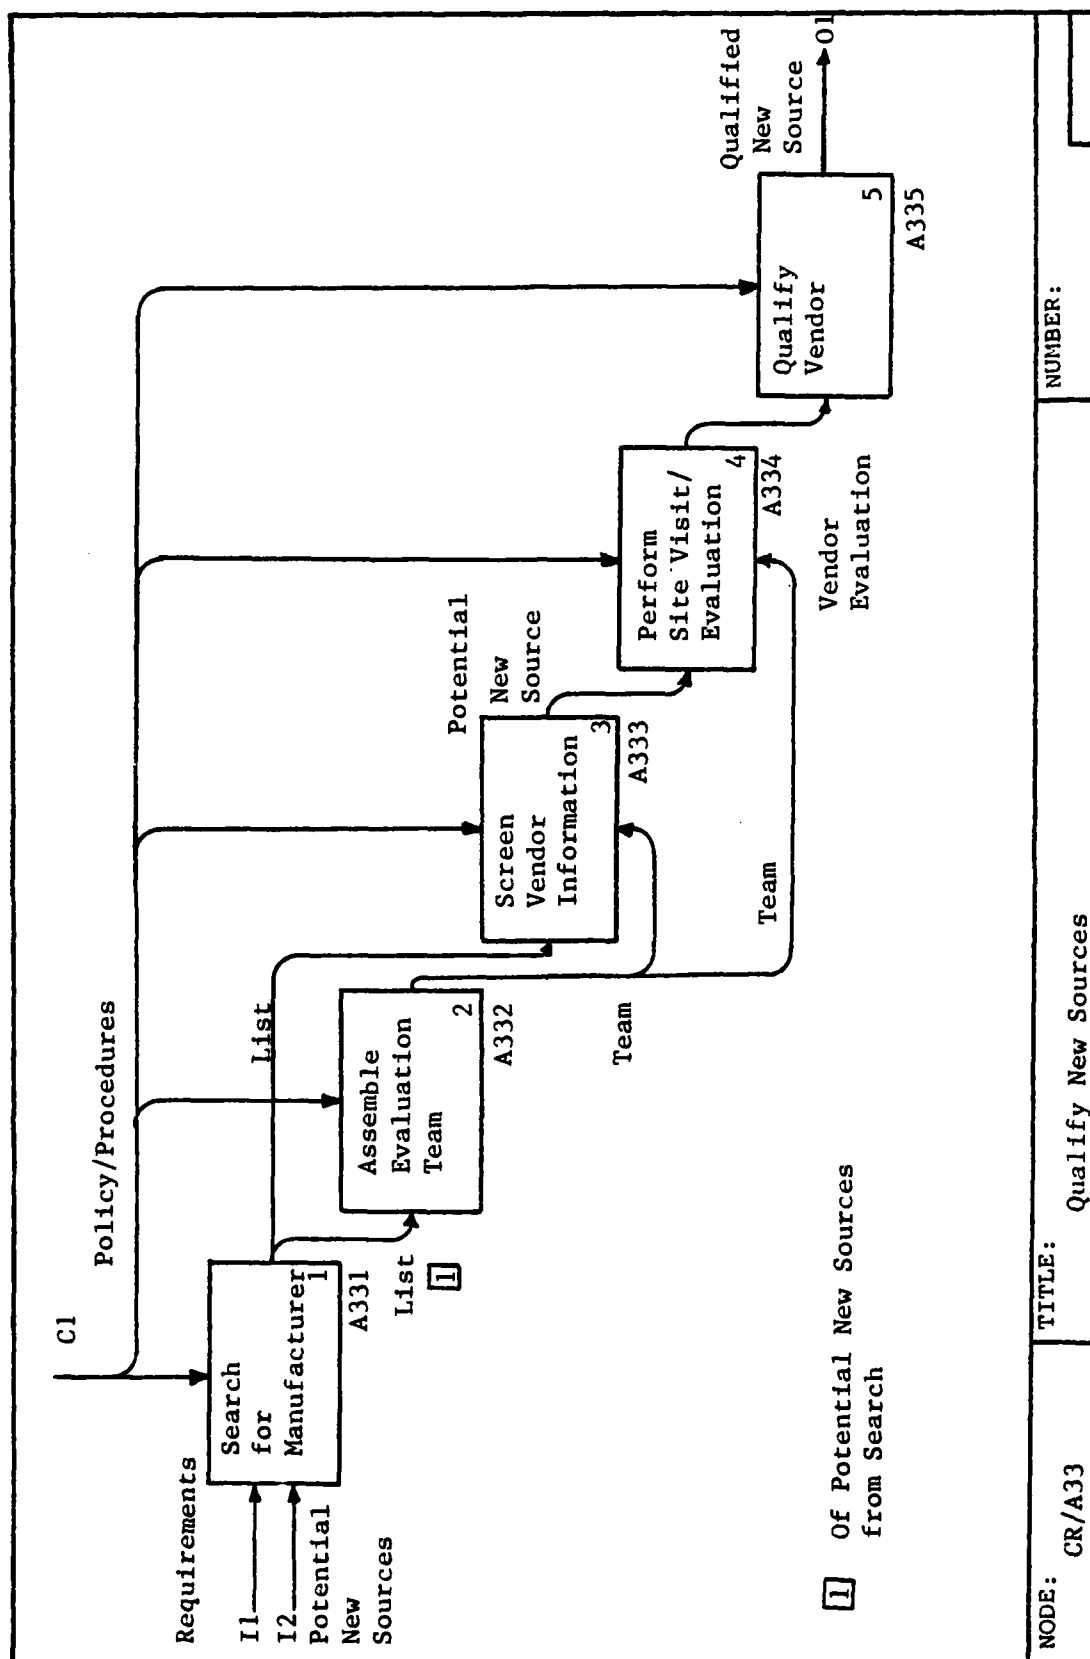 C1
Policy/Procedures
Requirements
I1
I2
Potential
New
Sources
Search
for
Manufacturer
1
A331
List
List
1
Assemble
Evaluation
Team
2
A332
Team
Screen
Vendor
Information
3
A333
Potential
New
Source
Team
Perform
Site Visit/
Evaluation
4
A334
Vendor
Evaluation
Qualify
Vendor
5
A335
Qualified
New
Source
O1
1 Of Potential New Sources
from Search
NODE:
CR/A33
TITLE:
Qualify New Sources
NUMBER: